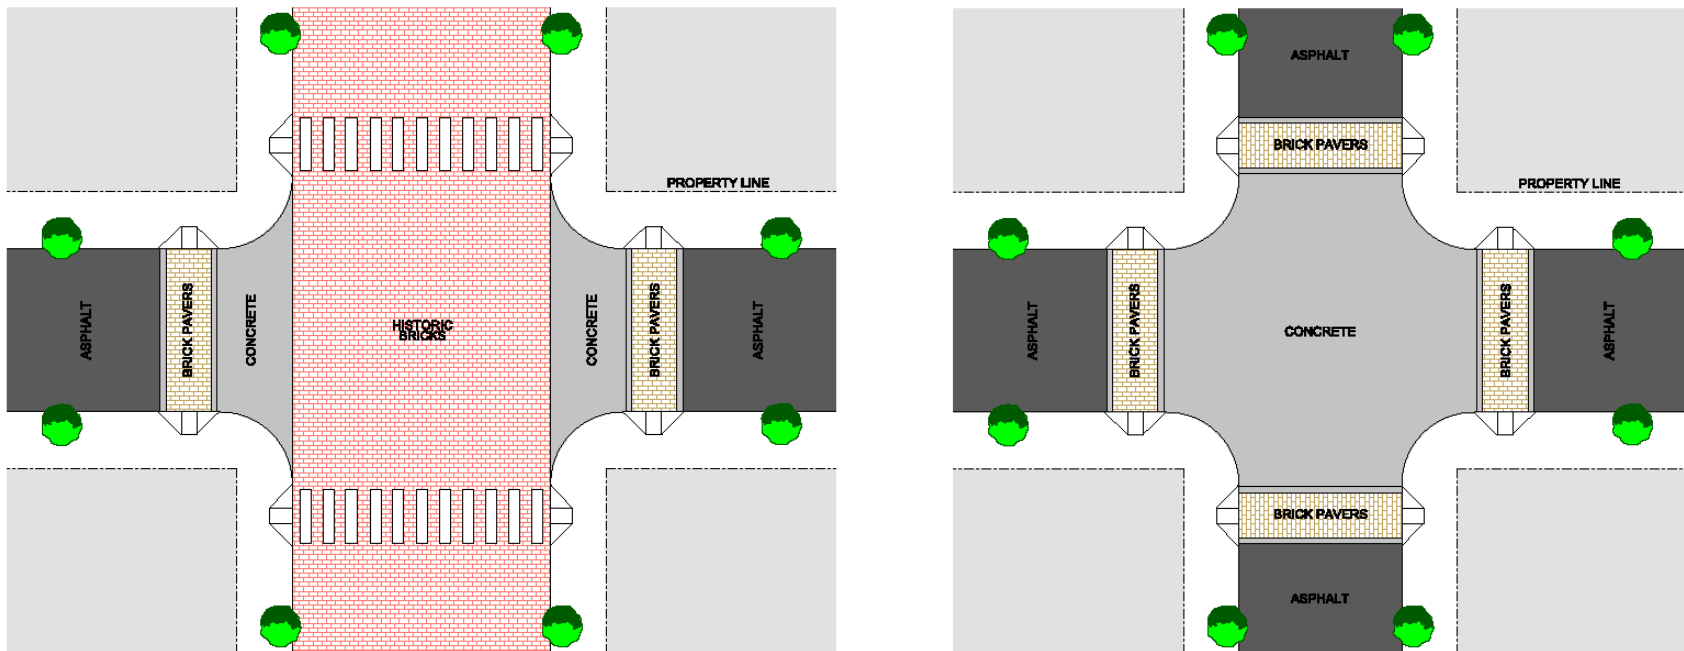 PROPERTY LINE
ASPHALT
BRICK PAVERS
CONCRETE
HISTORIC
BRICKS
CONCRETE
BRICK PAVERS
ASPHALT
ASPHALT
BRICK PAVERS
PROPERTY LINE
ASPHALT
BRICK PAVERS
CONCRETE
BRICK PAVERS
ASPHALT
BRICK PAVERS
ASPHALT